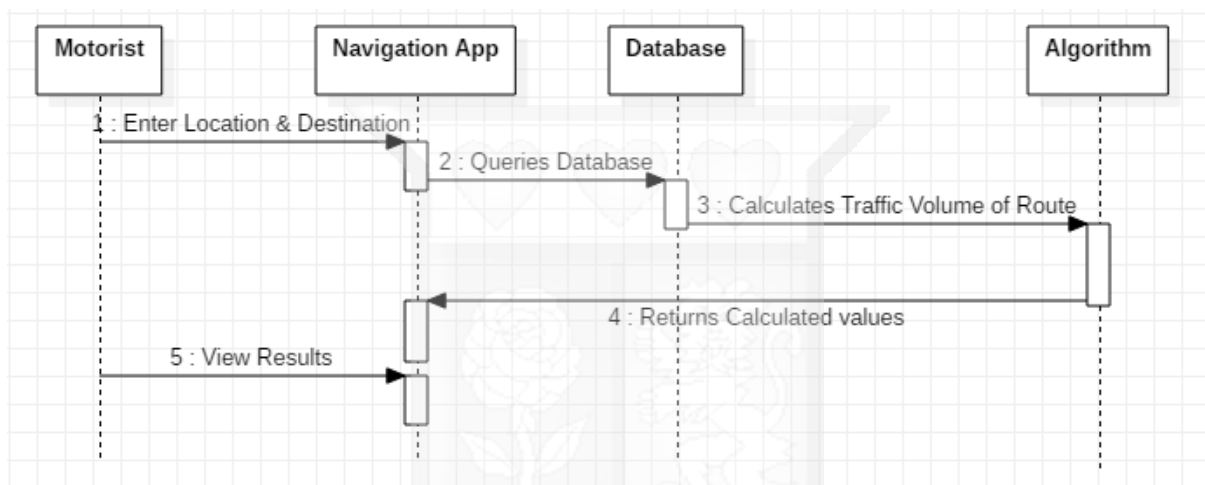 Motorist
Navigation App
Database
Algorithm
1 : Enter Location & Destination
2 : Queries Database
3 : Calculates Traffic Volume of Route
4 : Returns Calculated values
5 : View Results